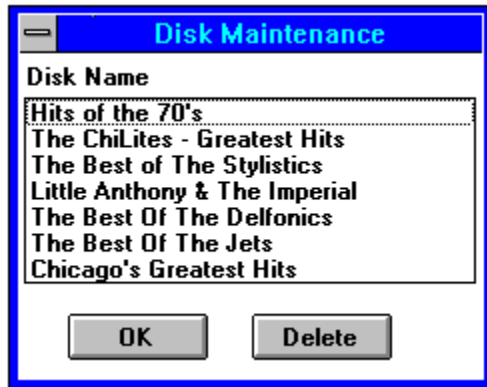 Disk Maintenance
Disk Name
Hits of the 70's
The ChiLites - Greatest Hits
The Best of The Stylistics
Little Anthony & The Imperial
The Best Of The Delfonics
The Best Of The Jets
Chicago's Greatest Hits
OK Delete